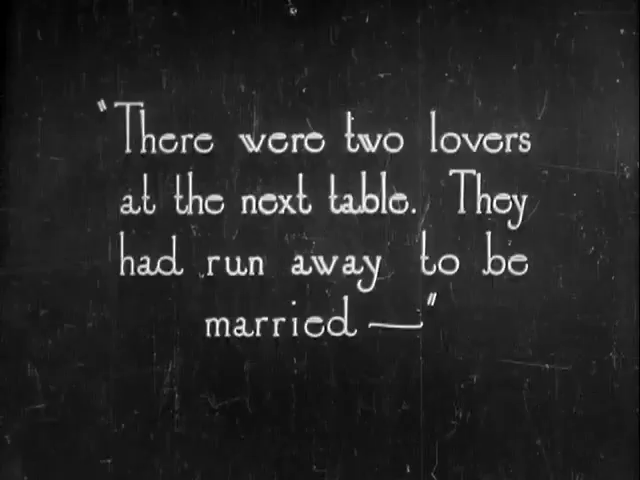 "There were two lovers
at the next table. They
had run away to be
married—"